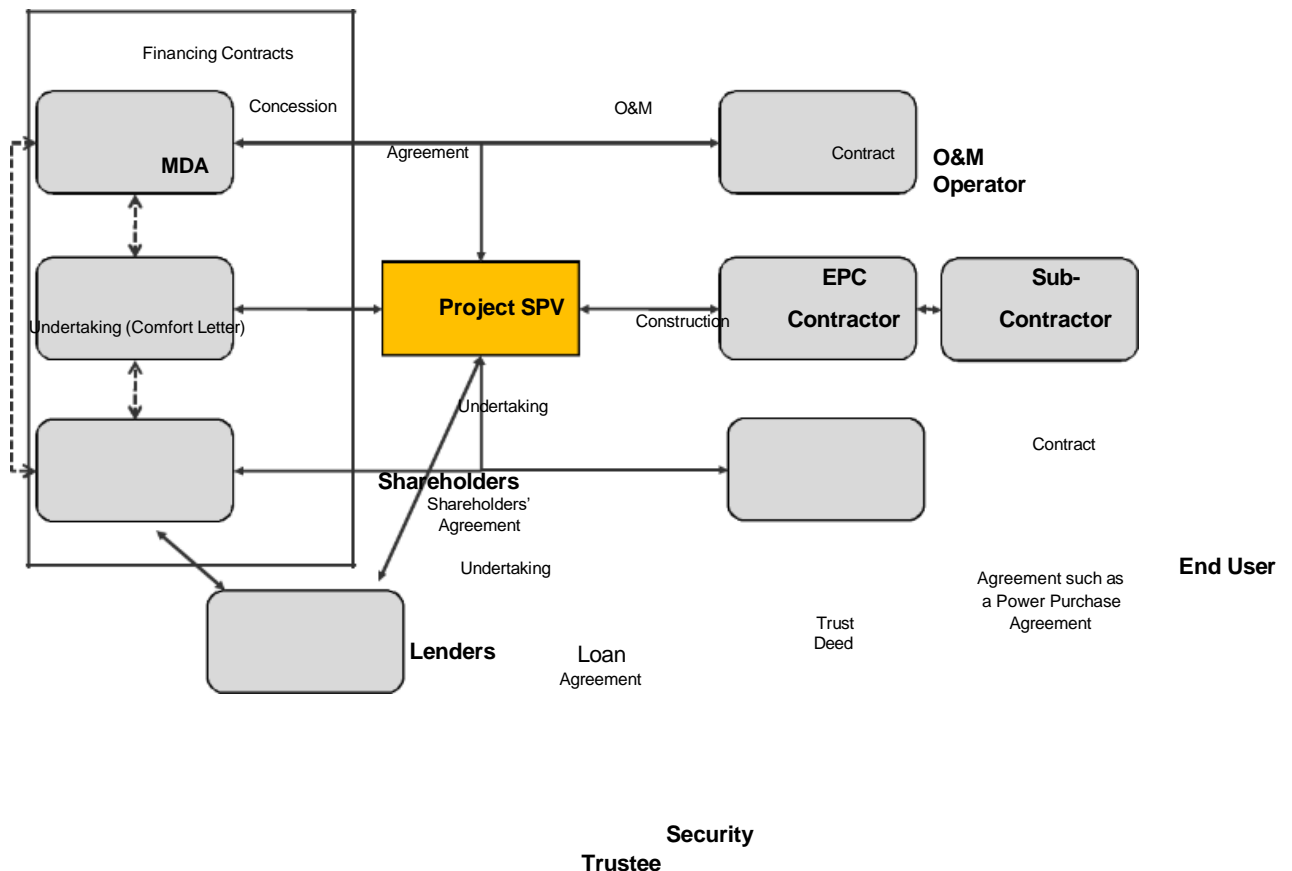 Financing Contracts
Concession
O&M
Agreement
Contract
MDA
O&M
Operator
EPC
Contractor
Sub-
Contractor
Project SPV
Undertaking (Comfort Letter)
Construction
Undertaking
Contract
Shareholders
Shareholders’
Agreement
Undertaking
End User
Agreement such as
a Power Purchase
Agreement
Trust
Deed
Lenders
Loan
Agreement
Security
Trustee